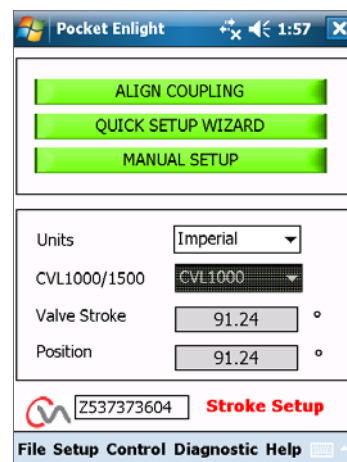 Pocket Enlight 1:57
ALIGN COUPLING
QUICK SETUP WIZARD
MANUAL SETUP
Units Imperial
CVL1000/1500 CVL1000
Valve Stroke 91.24 °
Position 91.24 °
Z537373604 Stroke Setup
File Setup Control Diagnostic Help